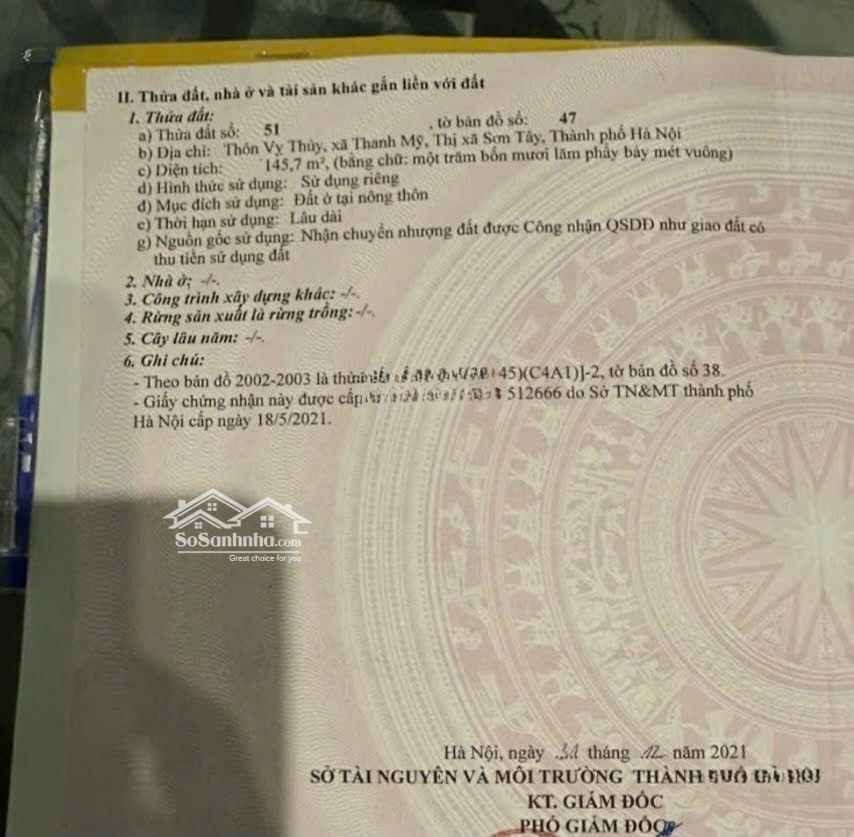 II. Thửa đất, nhà ở và tài sản khác gắn liền với đất
1. Thửa đất:
a) Thửa đất số: 51 , tờ bản đồ số: 47
b) Địa chỉ: Thôn Vỵ Thủy, xã Thanh Mỹ, Thị xã Sơn Tây, Thành phố Hà Nội
c) Diện tích: 145,7 m², (bằng chữ: một trăm bốn mươi lăm phẩy bảy mét vuông)
d) Hình thức sử dụng: Sử dụng riêng
đ) Mục đích sử dụng: Đất ở tại nông thôn
e) Thời hạn sử dụng: Lâu dài
g) Nguồn gốc sử dụng: Nhận chuyển nhượng đất được Công nhận QSDĐ như giao đất có
thu tiền sử dụng đất
2. Nhà ở: -/-.
3. Công trình xây dựng khác: -/-.
4. Rừng sản xuất là rừng trồng: -/-.
5. Cây lâu năm: -/-.
6. Ghi chú:
- Theo bản đồ 2002-2003 là 45)(C4A1)]-2, tờ bản đồ số 38.
- Giấy chứng nhận này được cấp 512666 do Sở TN&MT thành phố
Hà Nội cấp ngày 18/5/2021.
SoSanhnha.com
Great choice for you
Hà Nội, ngày 31 tháng 12 năm 2021
SỞ TÀI NGUYÊN VÀ MÔI TRƯỜNG THÀNH
KT. GIÁM ĐỐC
PHÓ GIÁM ĐỐC